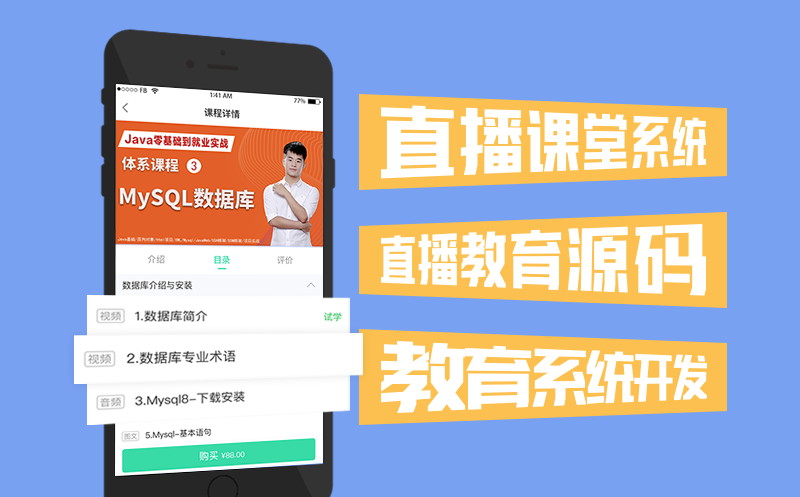 FB
1:41 AM
77%
课程详情
Java零基础到就业实战
体系课程 3
MySQL数据库
介绍
目录
评价
数据库介绍与安装
视频
1.数据库简介
试学
视频
2.数据库专业术语
音频
3.Mysql8-下载安装
图文
5.Mysql-基本语句
购买 ¥88.00
直播课堂系统
直播教育源码
教育系统开发